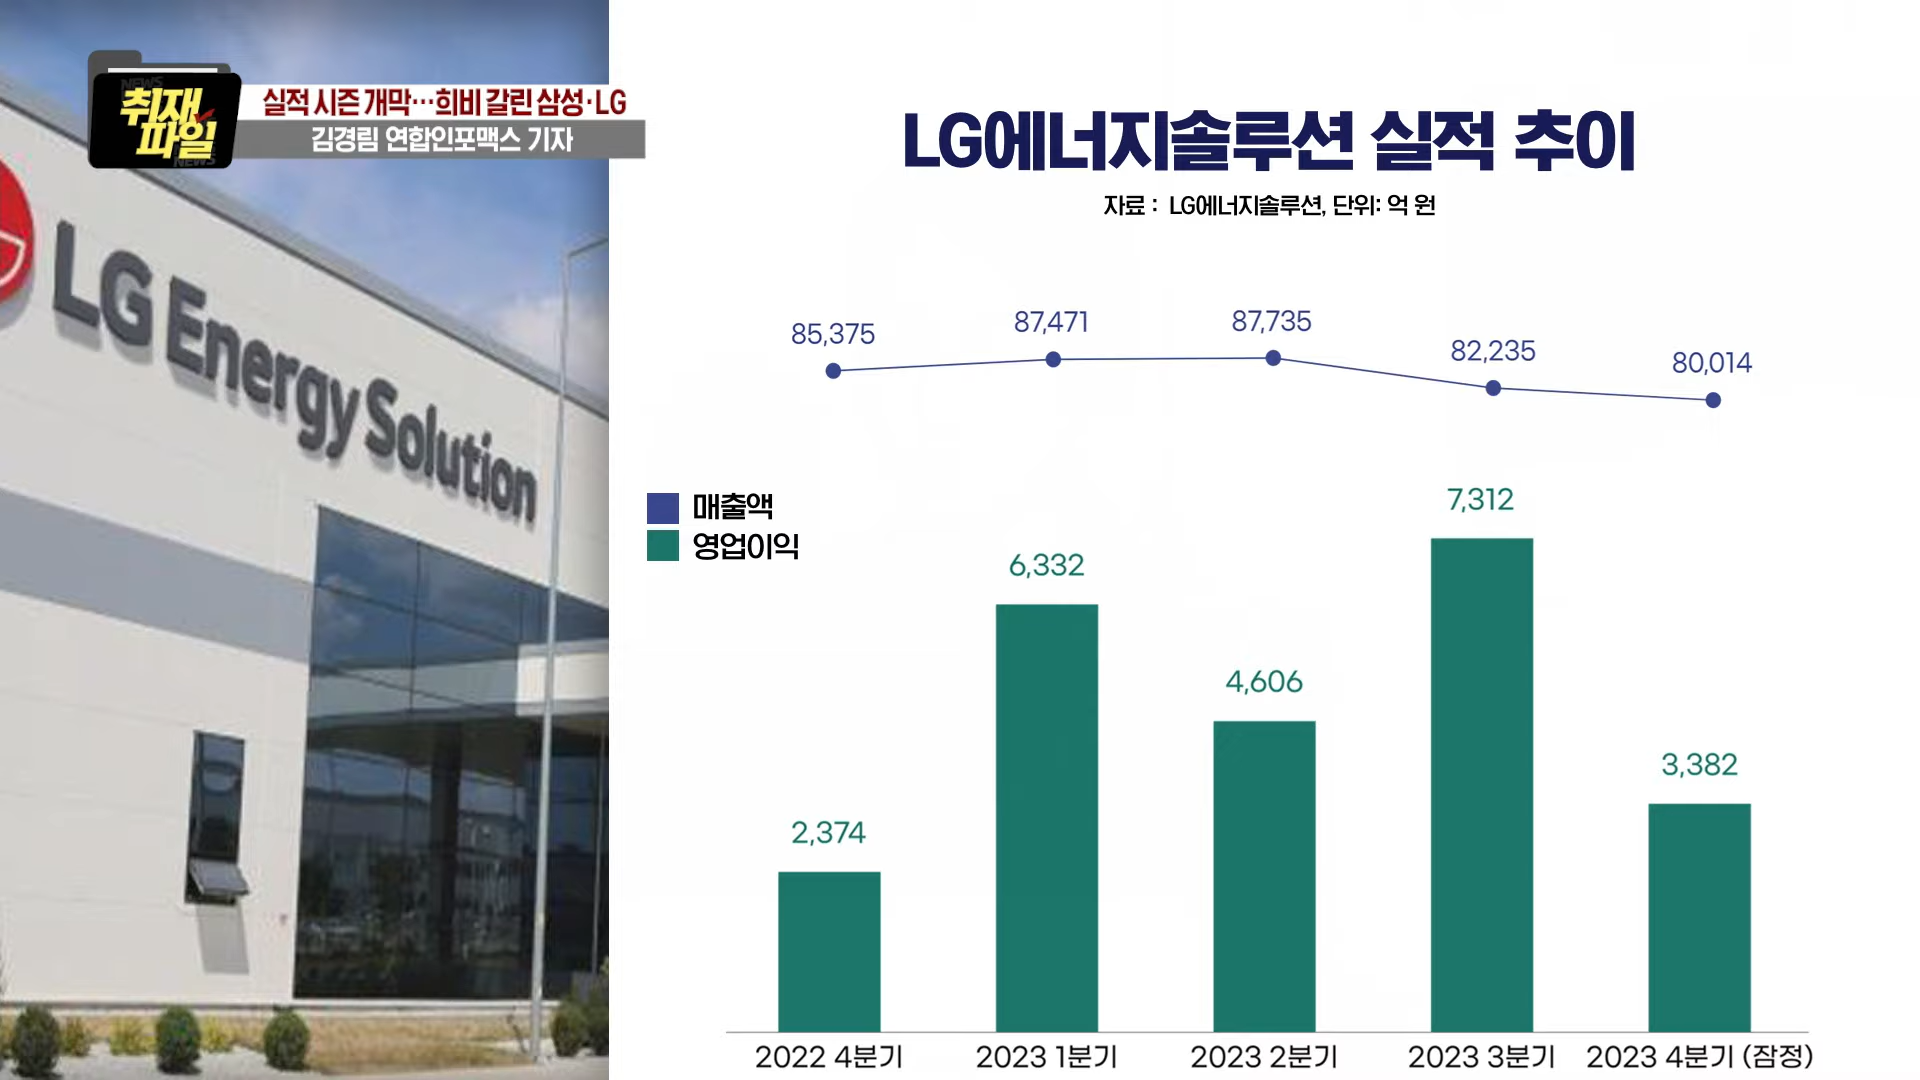 NEWS
취재
파일
NEWS
실적 시즌 개막…희비 갈린 삼성·LG
김경림 연합인포맥스 기자
LG Energy Solution
LG에너지솔루션 실적 추이
자료 : LG에너지솔루션, 단위: 억 원
85,375
87,471
87,735
82,235
80,014
매출액
영업이익
2,374
6,332
4,606
7,312
3,382
2022 4분기
2023 1분기
2023 2분기
2023 3분기
2023 4분기 (잠정)